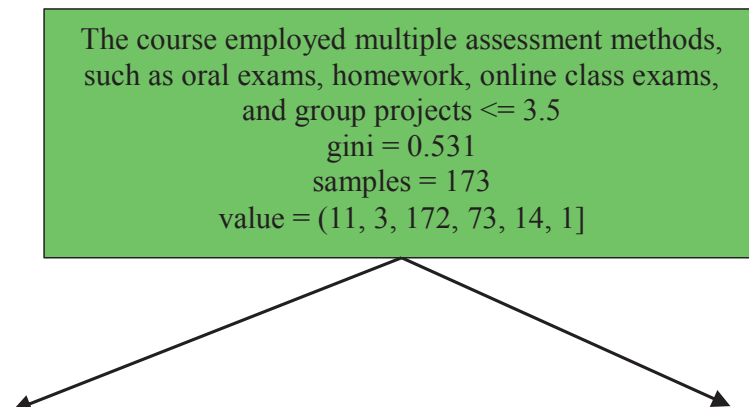 The course employed multiple assessment methods,
such as oral exams, homework, online class exams,
and group projects <= 3.5
gini = 0.531
samples = 173
value = (11, 3, 172, 73, 14, 1]